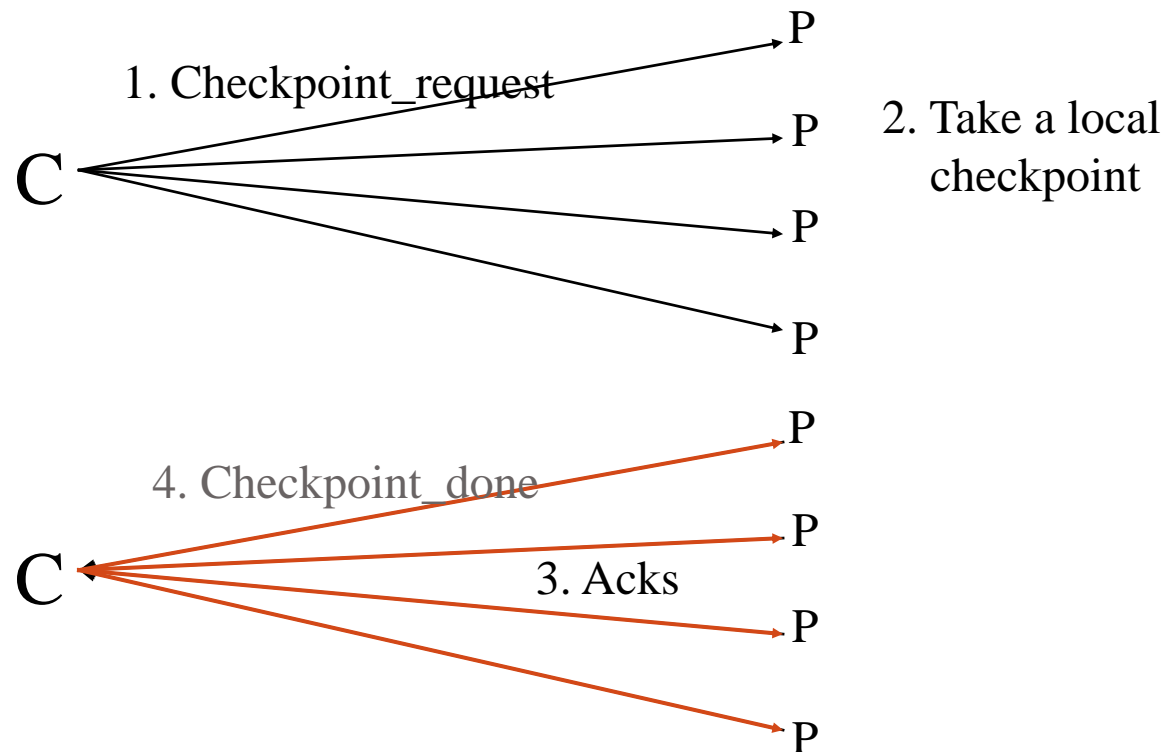 P
1. Checkpoint_request
P
2. Take a local
checkpoint
C
P
P
P
4. Checkpoint_done
P
C
3. Acks
P
P